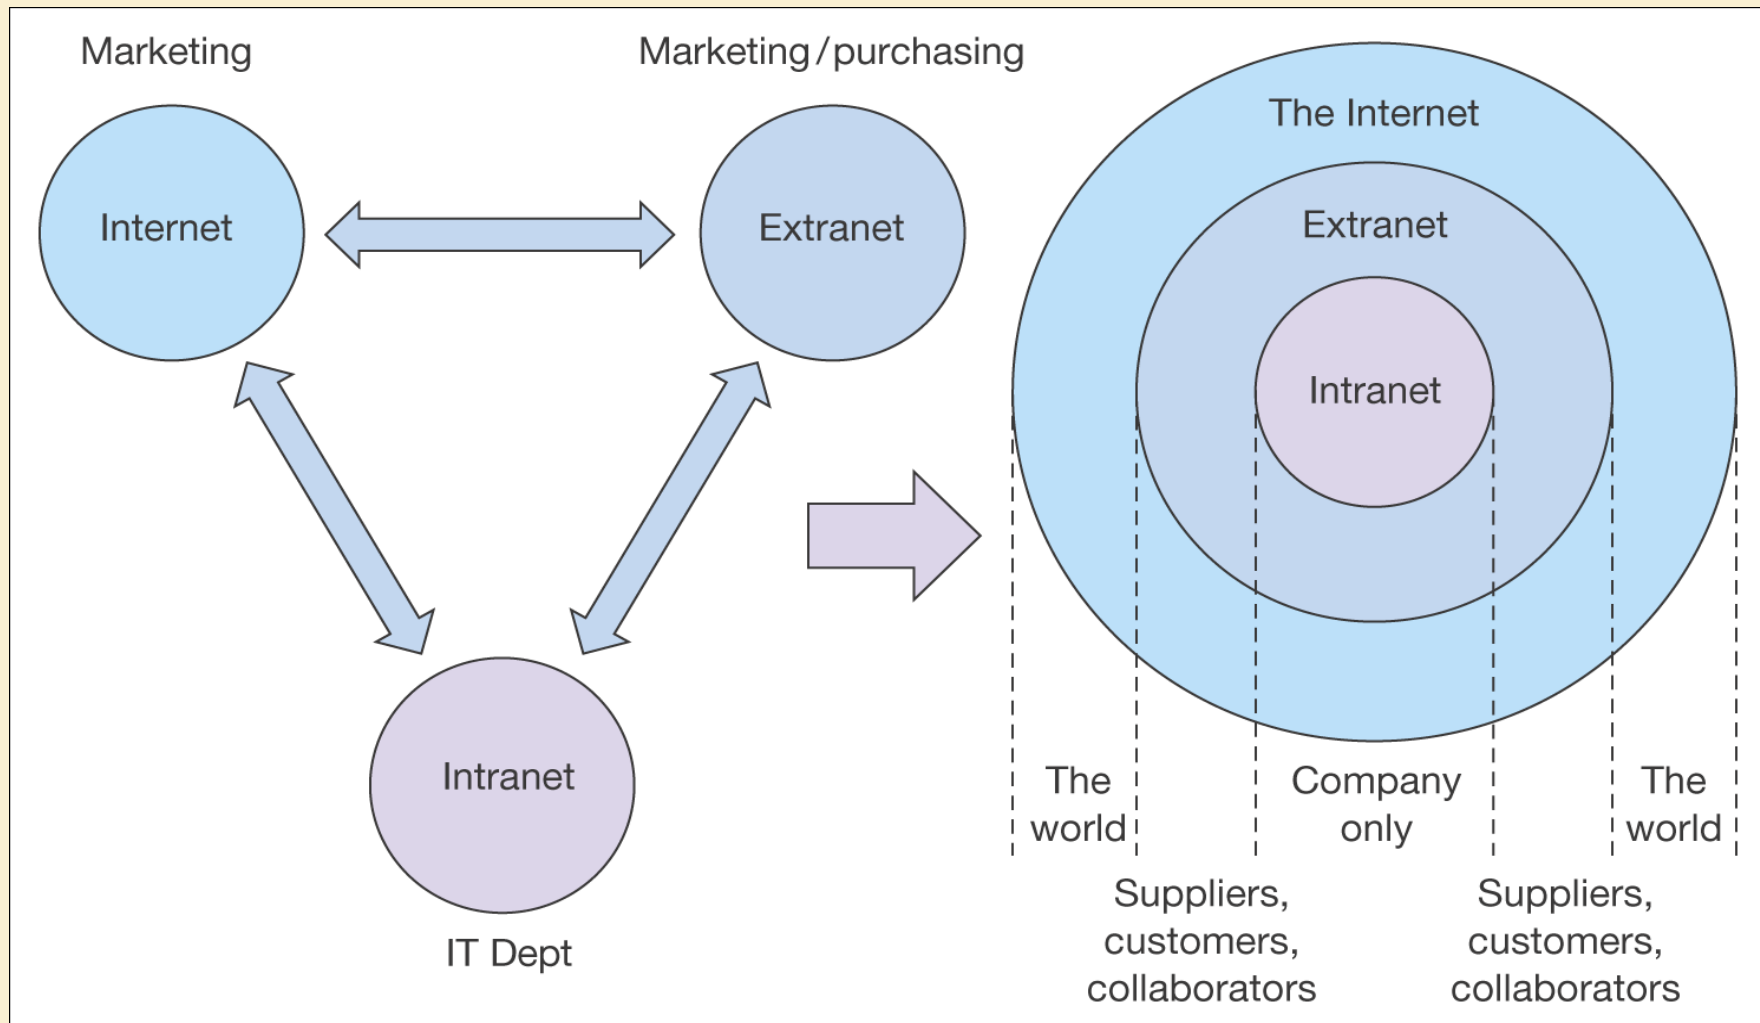 Marketing
Marketing/purchasing
Internet
Extranet
Intranet
IT Dept
The Internet
Extranet
Intranet
The
world
Company
only
The
world
Suppliers,
customers,
collaborators
Suppliers,
customers,
collaborators